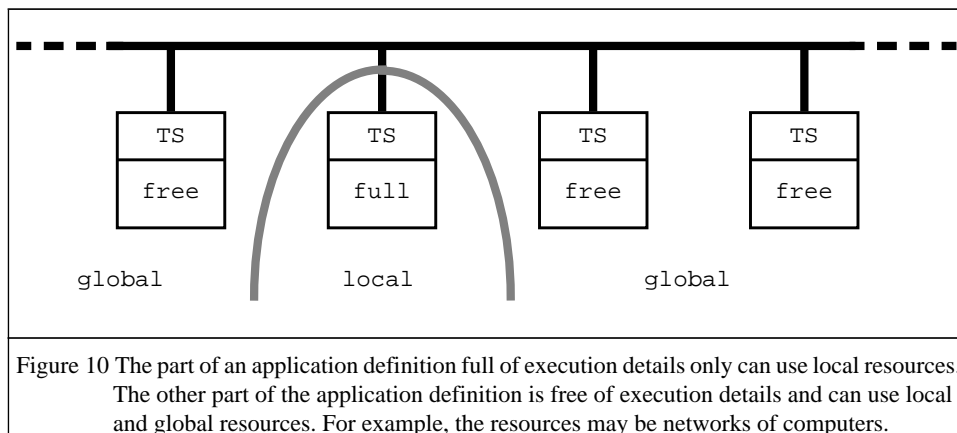 TS TS TS TS
free full free free
global local global
Figure 10 The part of an application definition full of execution details only can use local resources.
The other part of the application definition is free of execution details and can use local
and global resources. For example, the resources may be networks of computers.